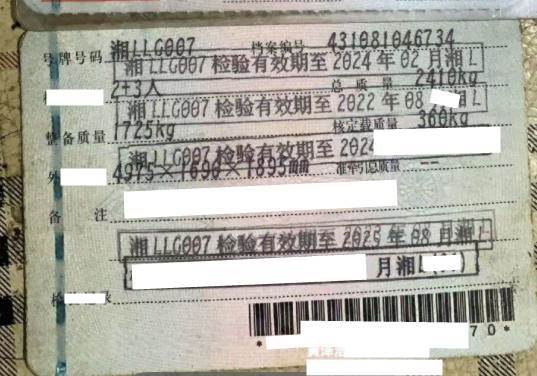 号牌号码 湘LLG007 档案编号 431081046734
湘LLG007 检验有效期至 2024 年 02 月湘L
2+3人 总 质 量 2410kg
湘LLG007 检验有效期至 2022 年 08 L
整备质量 1725kg 核定载质量 360kg
湘LLG007 检验有效期至 2024
外 4975×1690×1695mm 准牵引总质量 --
备 注
湘LLG007 检验有效期至 2025 年 08 月湘L
月湘L
检
70*
*